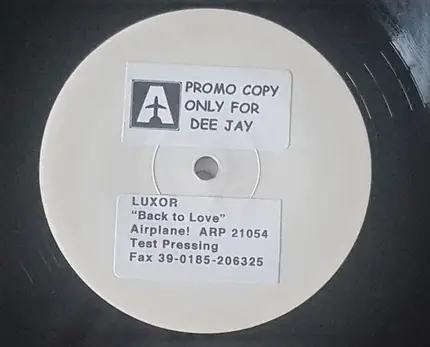 A
PROMO COPY
ONLY FOR
DEE JAY
LUXOR
"Back to Love"
Airplane! ARP 21054
Test Pressing
Fax 39-0185-206325